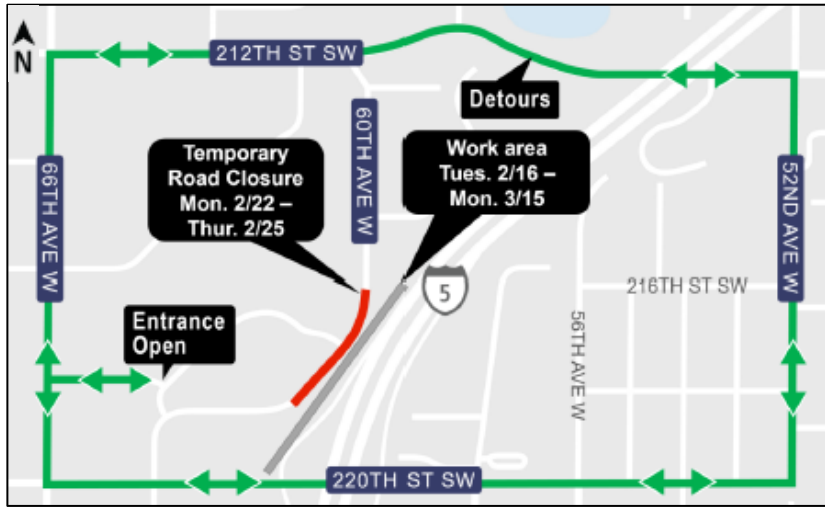 N
212TH ST SW
Detours
60TH AVE W
Temporary
Road Closure
Mon. 2/22 –
Thur. 2/25
Work area
Tues. 2/16 –
Mon. 3/15
66TH AVE W
52ND AVE W
5
216TH ST SW
Entrance
Open
56TH AVE W
220TH ST SW